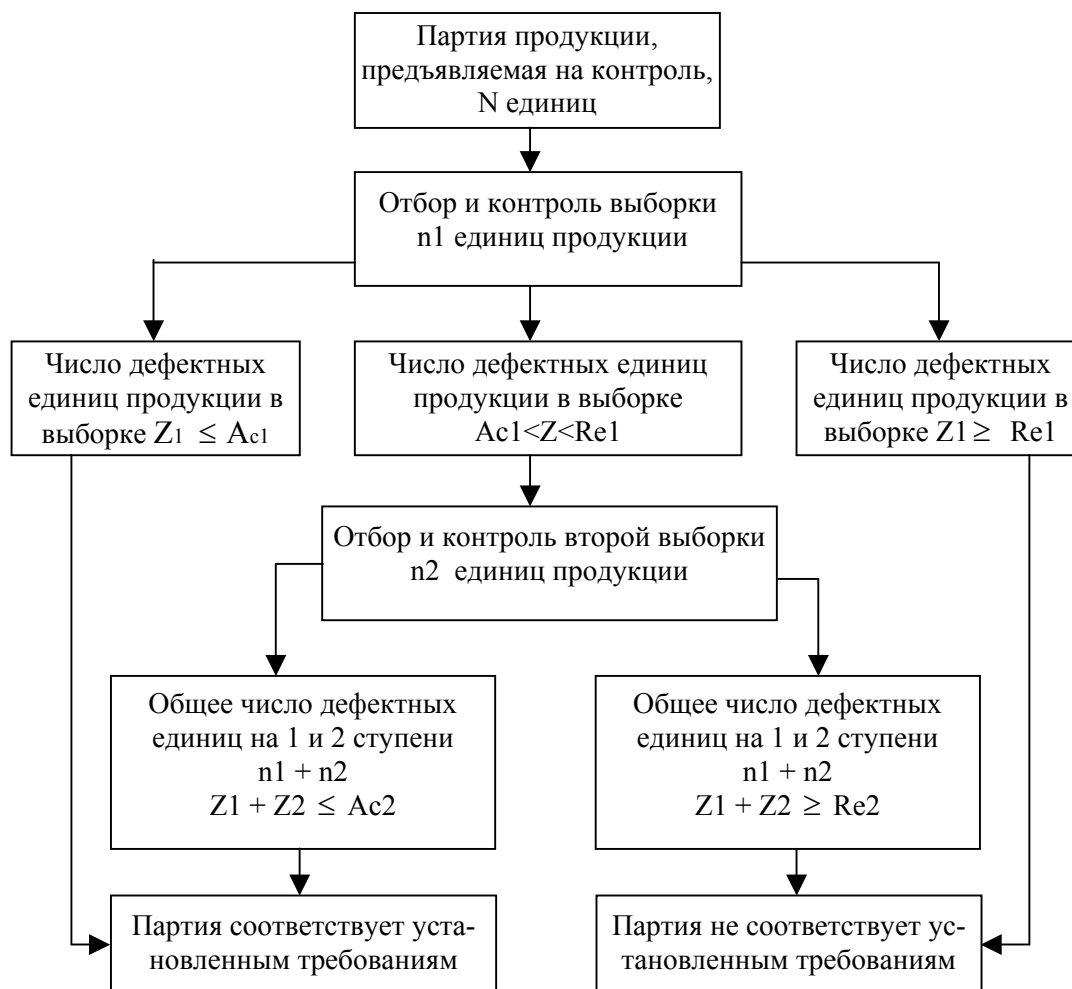 Партия продукции,
предъявляемая на контроль,
N единиц
Отбор и контроль выборки
n1 единиц продукции
Число дефектных
единиц продукции в
выборке Z1 ≤ Ac1
Число дефектных единиц
продукции в выборке
Ac1<Z<Re1
Число дефектных
единиц продукции в
выборке Z1 ≥ Re1
Отбор и контроль второй выборки
n2 единиц продукции
Общее число дефектных
единиц на 1 и 2 ступени
n1 + n2
Z1 + Z2 ≤ Ac2
Общее число дефектных
единиц на 1 и 2 ступени
n1 + n2
Z1 + Z2 ≥ Re2
Партия соответствует уста-
новленным требованиям
Партия не соответствует ус-
тановленным требованиям